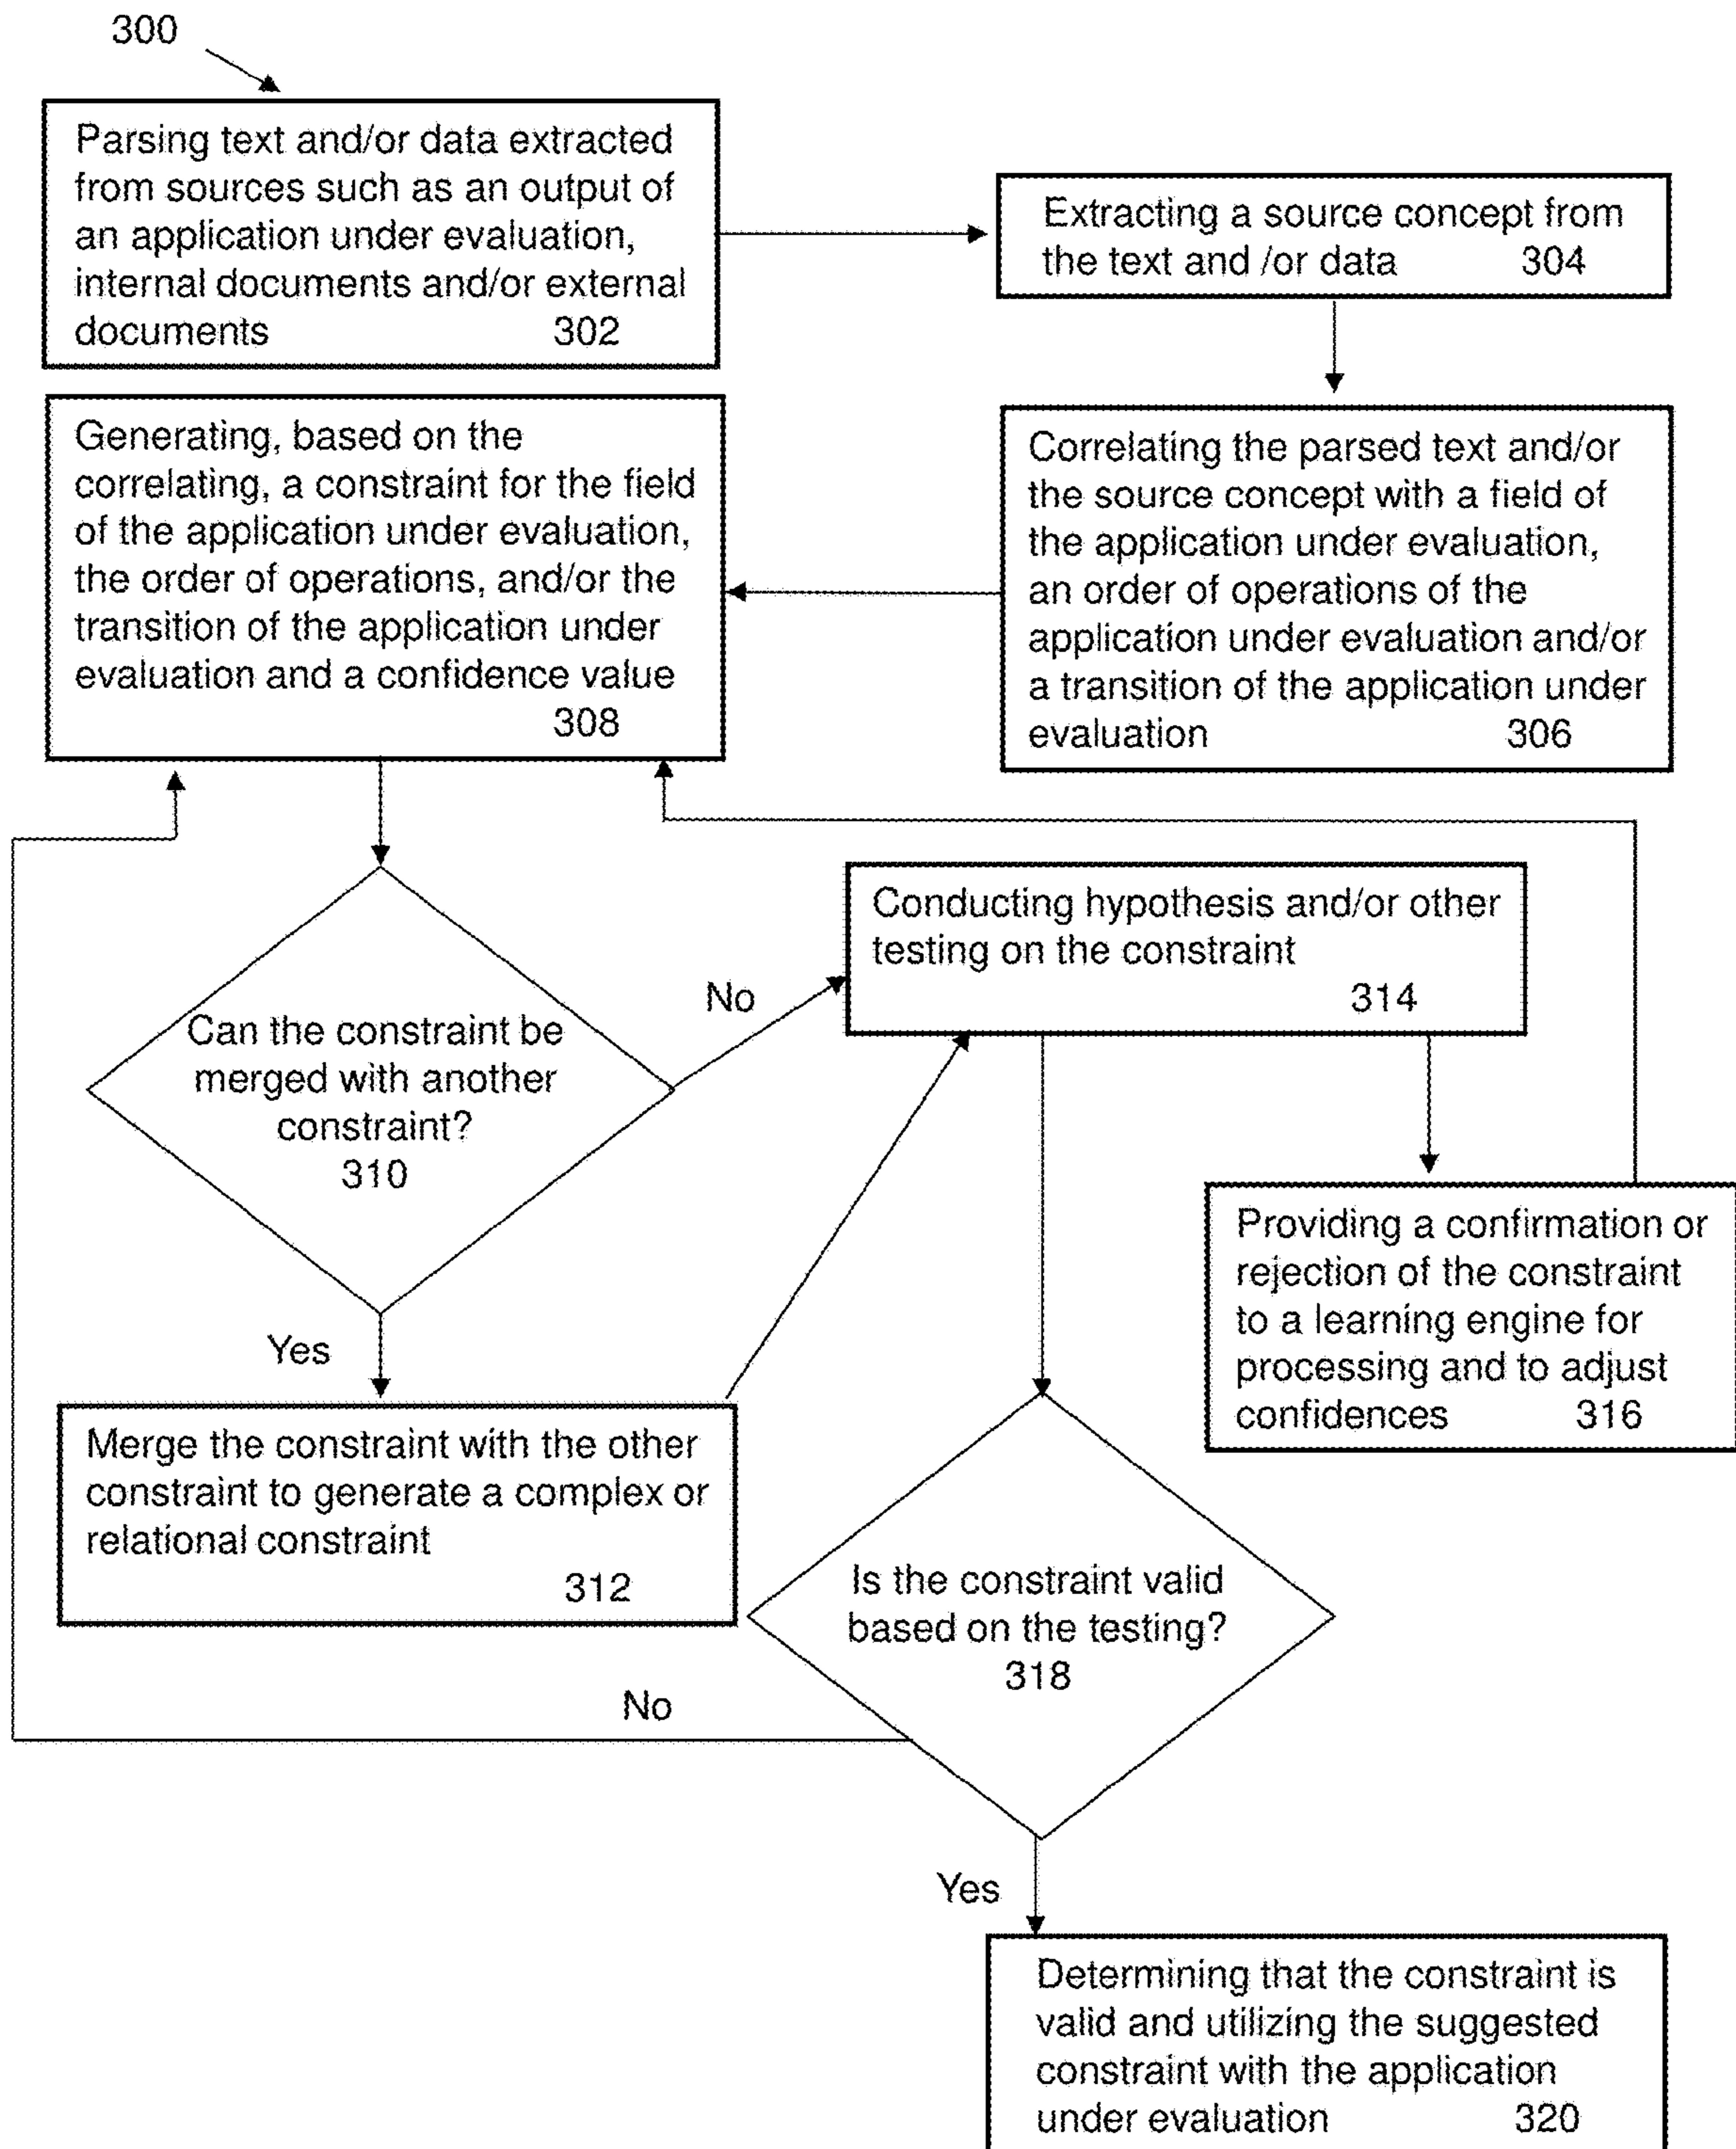 300
Parsing text and/or data extracted
from sources such as an output of
an application under evaluation,
internal documents and/or external
documents 302
Extracting a source concept from
the text and /or data 304
Correlating the parsed text and/or
the source concept with a field of
the application under evaluation,
an order of operations of the
application under evaluation and/or
a transition of the application under
evaluation 306
Generating, based on the
correlating, a constraint for the field
of the application under evaluation,
the order of operations, and/or the
transition of the application under
evaluation and a confidence value
308
Can the constraint be
merged with another
constraint?
310
No
Yes
Merge the constraint with the other
constraint to generate a complex or
relational constraint
312
Conducting hypothesis and/or other
testing on the constraint
314
Providing a confirmation or
rejection of the constraint
to a learning engine for
processing and to adjust
confidences 316
Is the constraint valid
based on the testing?
318
No
Yes
Determining that the constraint is
valid and utilizing the suggested
constraint with the application
under evaluation 320